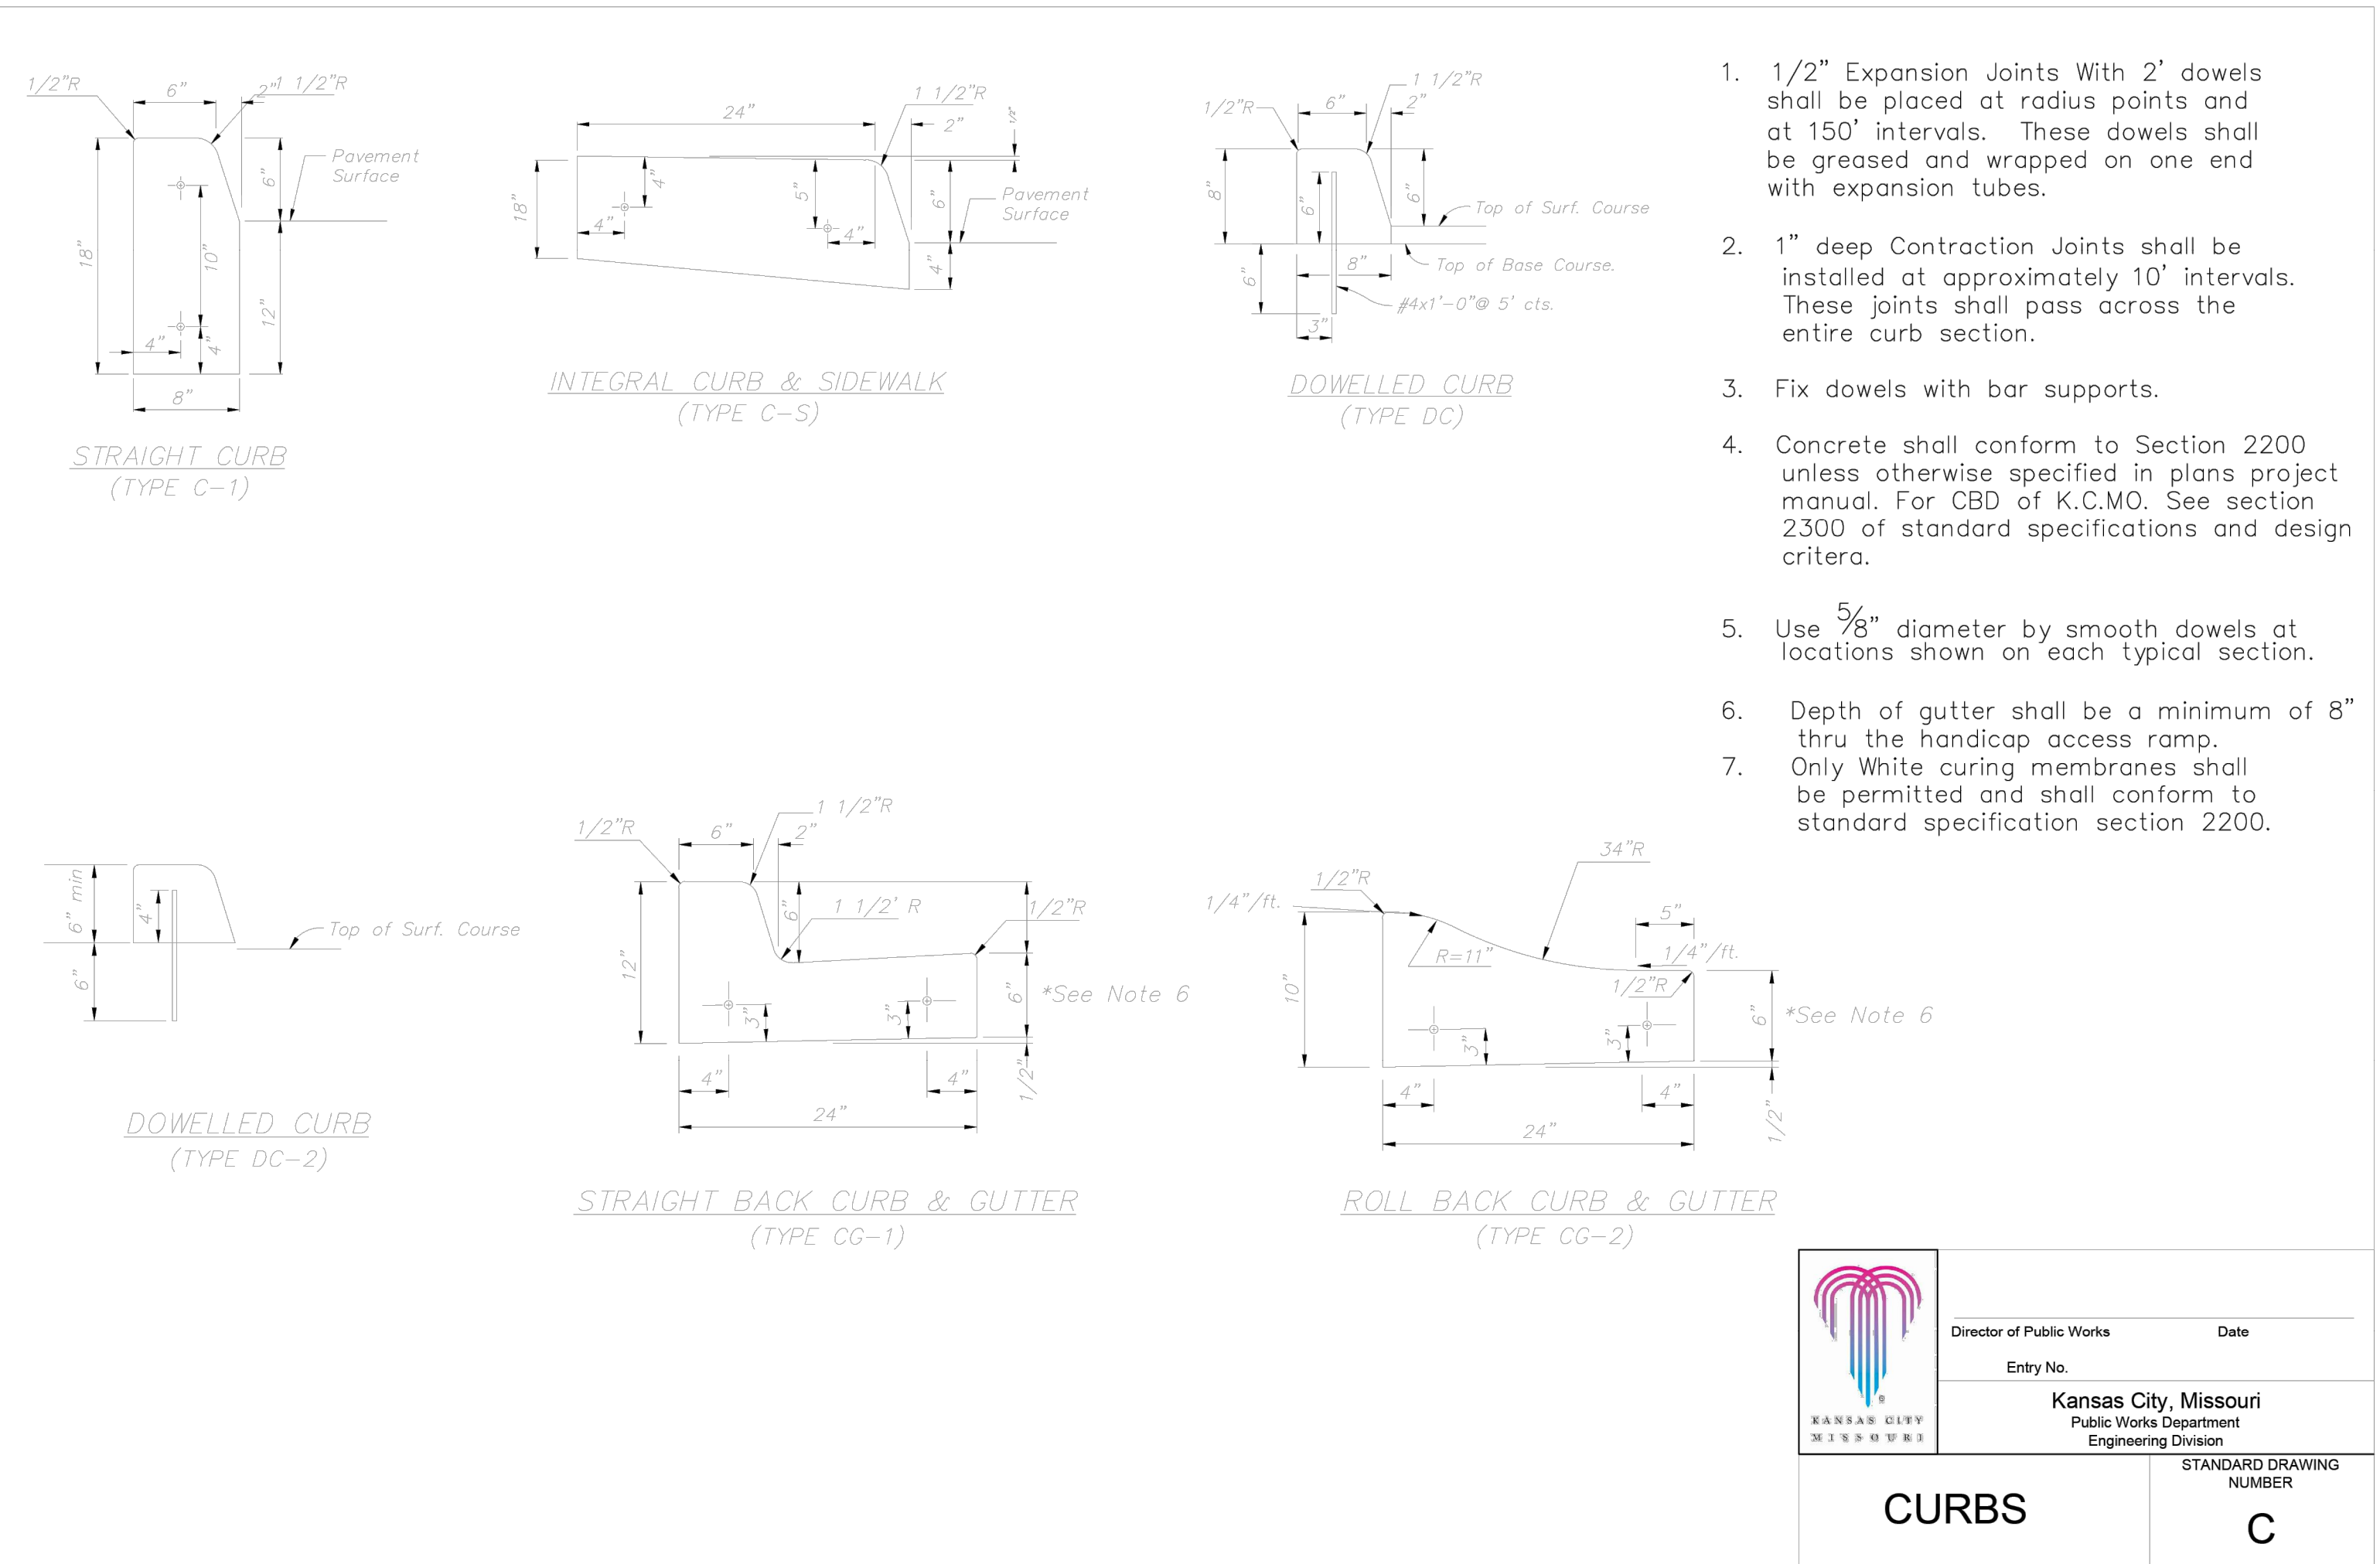 1/2"R
6"
2"
1 1/2"R
Pavement
Surface
6"
18"
10"
12"
4"
4"
8"
STRAIGHT CURB
(TYPE C-1)
24"
1 1/2"R
2"
1/2"
18"
4"
4"
5"
4"
6"
Pavement
Surface
4"
INTEGRAL CURB & SIDEWALK
(TYPE C-S)
1 1/2"R
1/2"R
6"
2"
8"
6"
6"
Top of Surf. Course
8"
Top of Base Course.
6"
#4x1'-0"@ 5' cts.
3"
DOWELLED CURB
(TYPE DC)
1. 1/2" Expansion Joints With 2' dowels
shall be placed at radius points and
at 150' intervals. These dowels shall
be greased and wrapped on one end
with expansion tubes.
2. 1" deep Contraction Joints shall be
installed at approximately 10' intervals.
These joints shall pass across the
entire curb section.
3. Fix dowels with bar supports.
4. Concrete shall conform to Section 2200
unless otherwise specified in plans project
manual. For CBD of K.C.MO. See section
2300 of standard specifications and design
critera.
5. Use 5/8" diameter by smooth dowels at
locations shown on each typical section.
6. Depth of gutter shall be a minimum of 8"
thru the handicap access ramp.
7. Only White curing membranes shall
be permitted and shall conform to
standard specification section 2200.
6" min
4"
6"
Top of Surf. Course
DOWELLED CURB
(TYPE DC-2)
1 1/2"R
1/2"R
6"
2"
6"
1 1/2' R
1/2"R
12"
3"
3"
6"
*See Note 6
4"
4"
1/2"
24"
STRAIGHT BACK CURB & GUTTER
(TYPE CG-1)
34"R
1/2"R
1/4"/ft.
5"
R=11"
1/4"/ft.
1/2"R
10"
3"
3"
6"
*See Note 6
4"
4"
1/2"
24"
ROLL BACK CURB & GUTTER
(TYPE CG-2)
KANSAS CITY
MISSOURI
Director of Public Works Date
Entry No.
Kansas City, Missouri
Public Works Department
Engineering Division
CURBS
STANDARD DRAWING
NUMBER
C